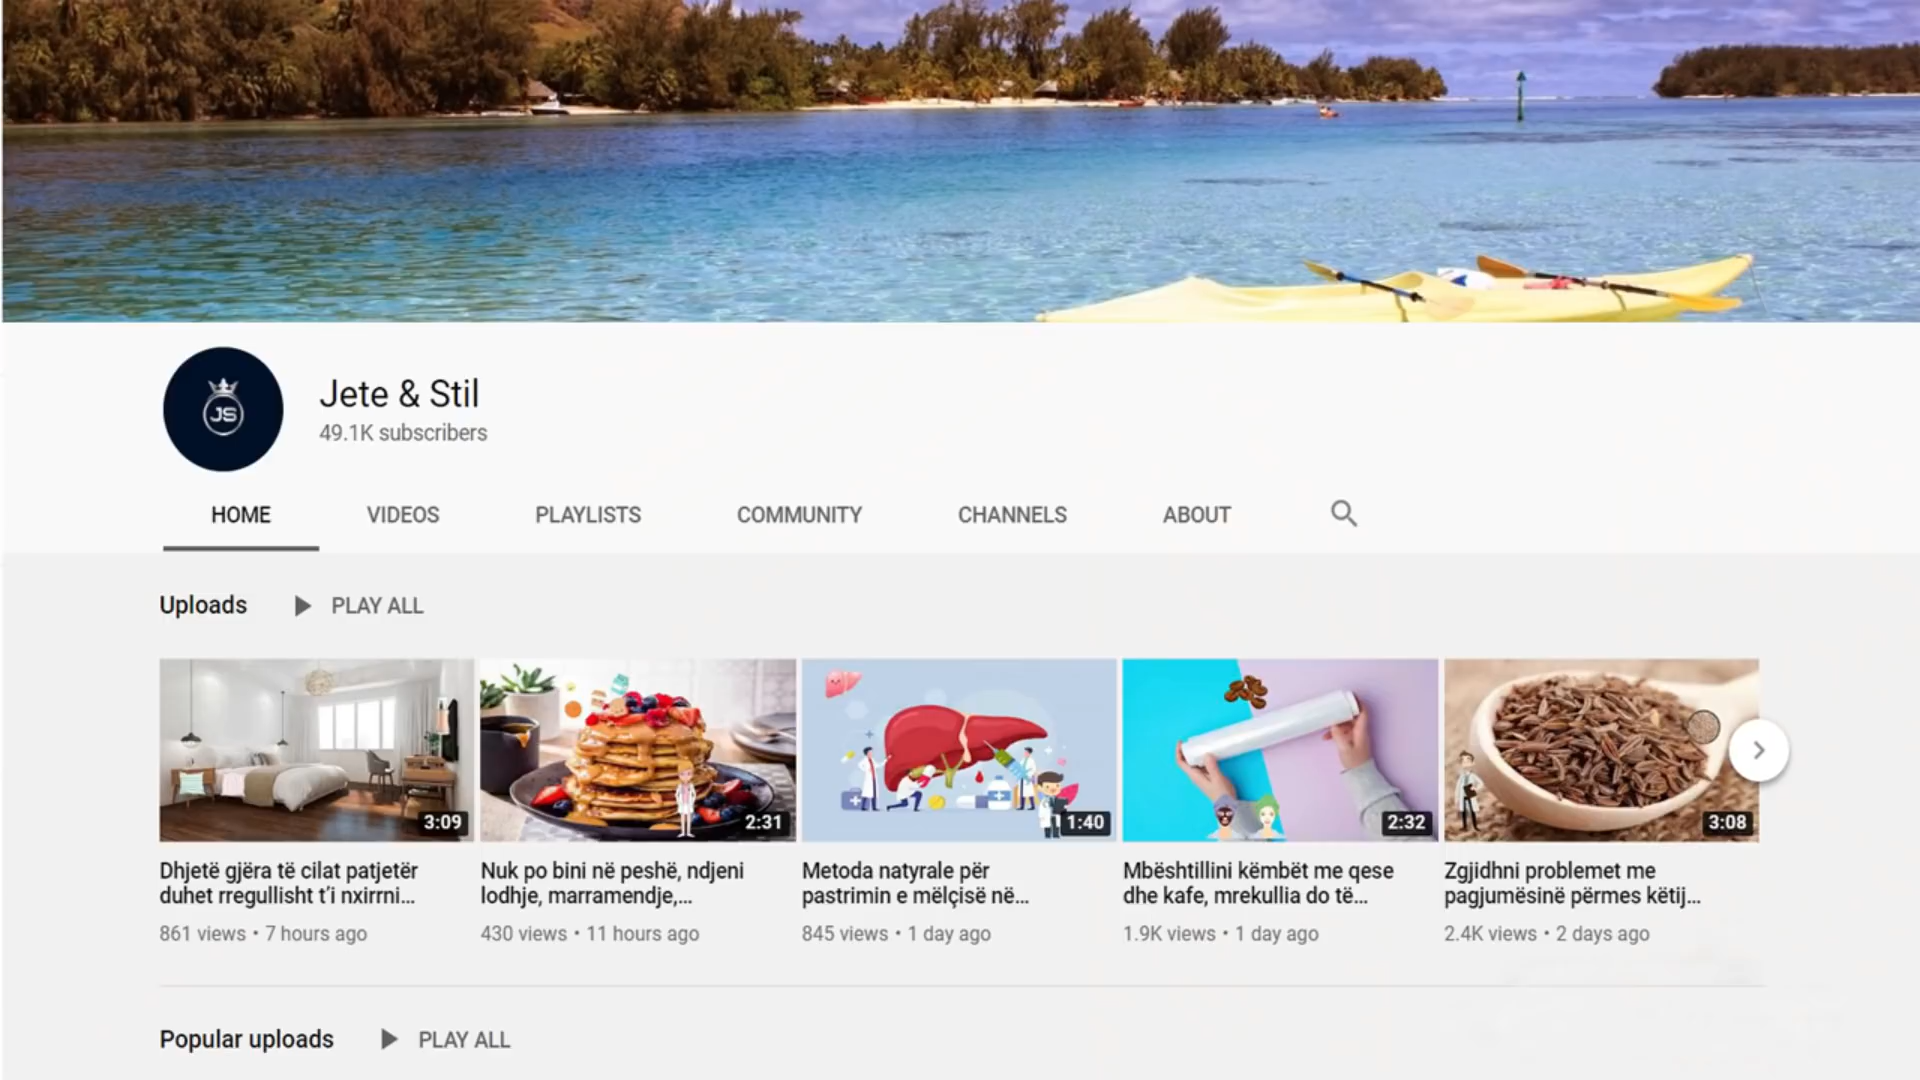 JS
Jete & Stil
49.1K subscribers
HOME VIDEOS PLAYLISTS COMMUNITY CHANNELS ABOUT
Uploads PLAY ALL
3:09 2:31 1:40 2:32 3:08
Dhjetë gjëra të cilat patjetër
duhet rregullisht t’i nxirrni...
861 views • 7 hours ago
Nuk po bini në peshë, ndjeni
lodhje, marramendje,...
430 views • 11 hours ago
Metoda natyrale për
pastrimin e mëlçisë në...
845 views • 1 day ago
Mbështillini këmbët me qese
dhe kafe, mrekullia do të...
1.9K views • 1 day ago
Zgjidhni problemet me
pagjumësinë përmes këtij...
2.4K views • 2 days ago
Popular uploads PLAY ALL